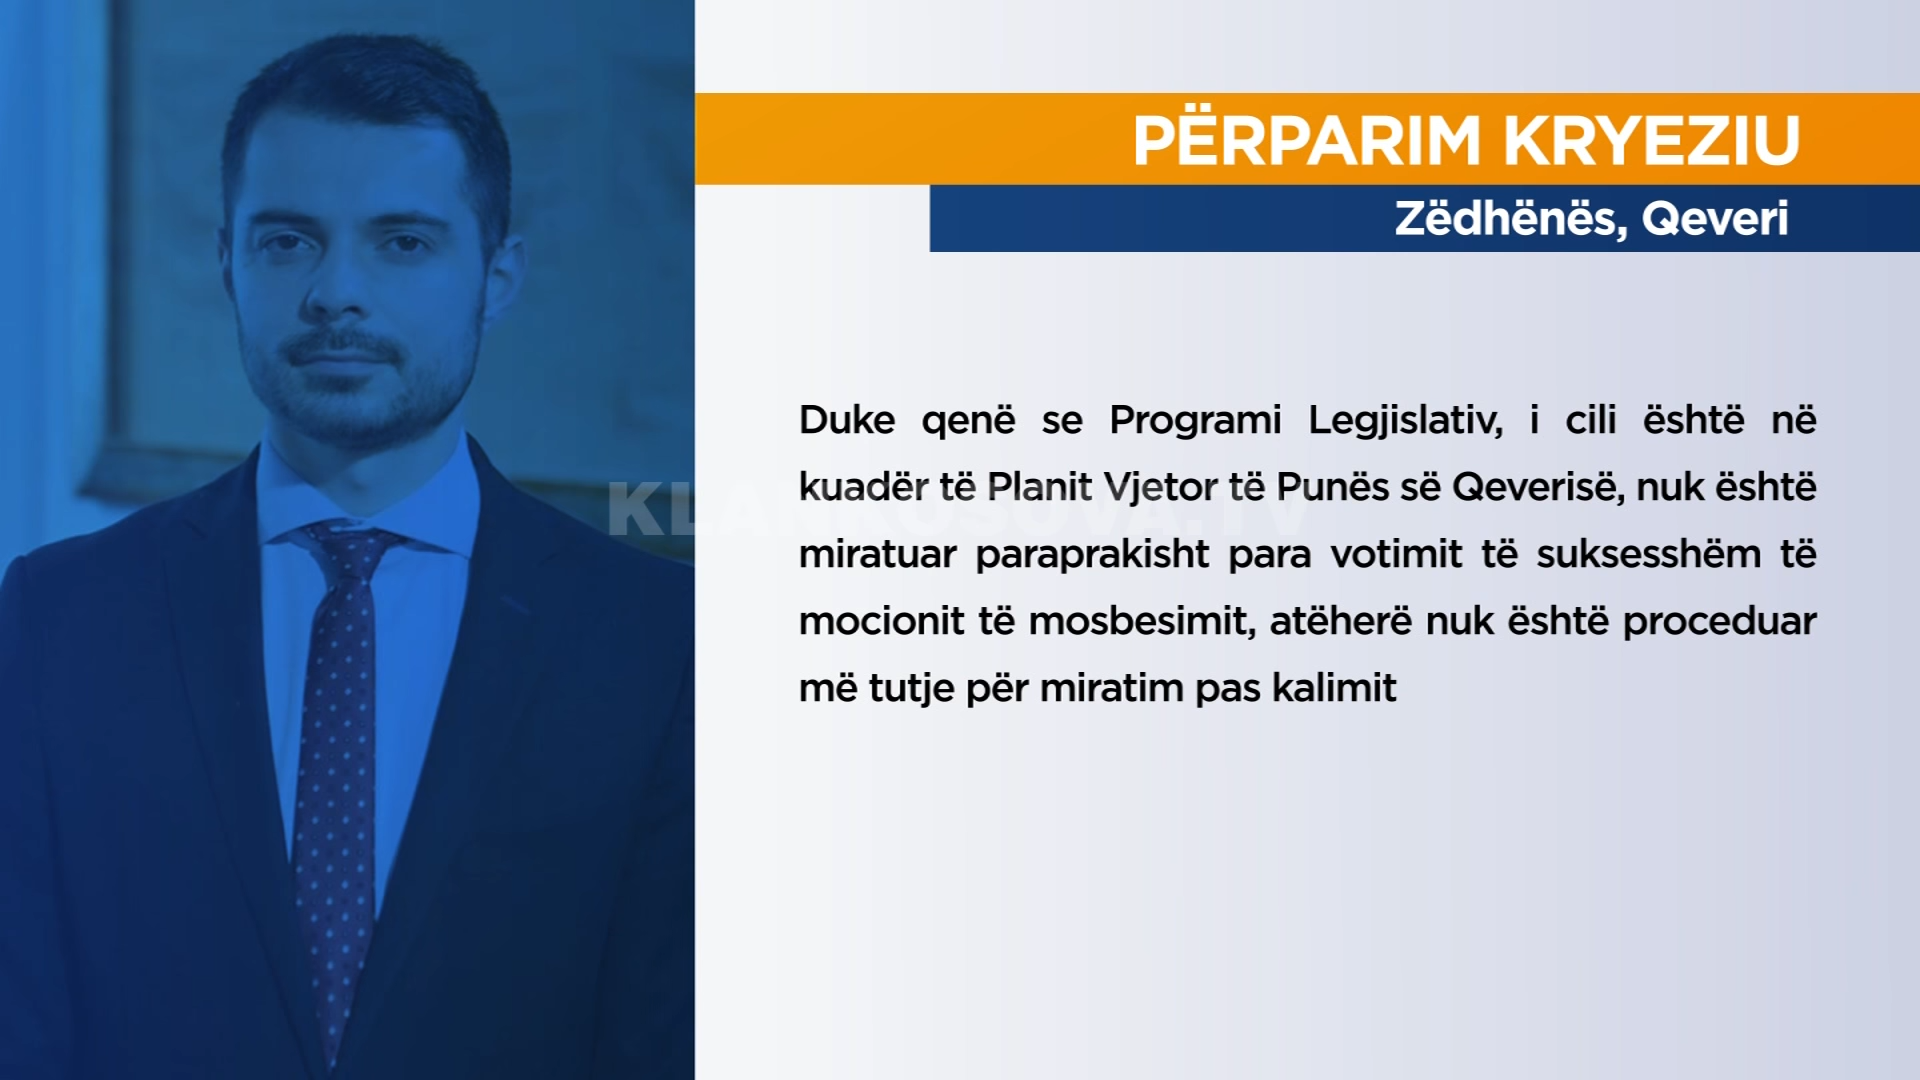 PËRPARIM KRYEZIU
Zëdhënës, Qeveri
Duke qenë se Programi Legjislativ, i cili është në
kuadër të Planit Vjetor të Punës së Qeverisë, nuk është
KLANKOSOVA.TV
miratuar paraprakisht para votimit të suksesshëm të
mocionit të mosbesimit, atëherë nuk është proceduar
më tutje për miratim pas kalimit